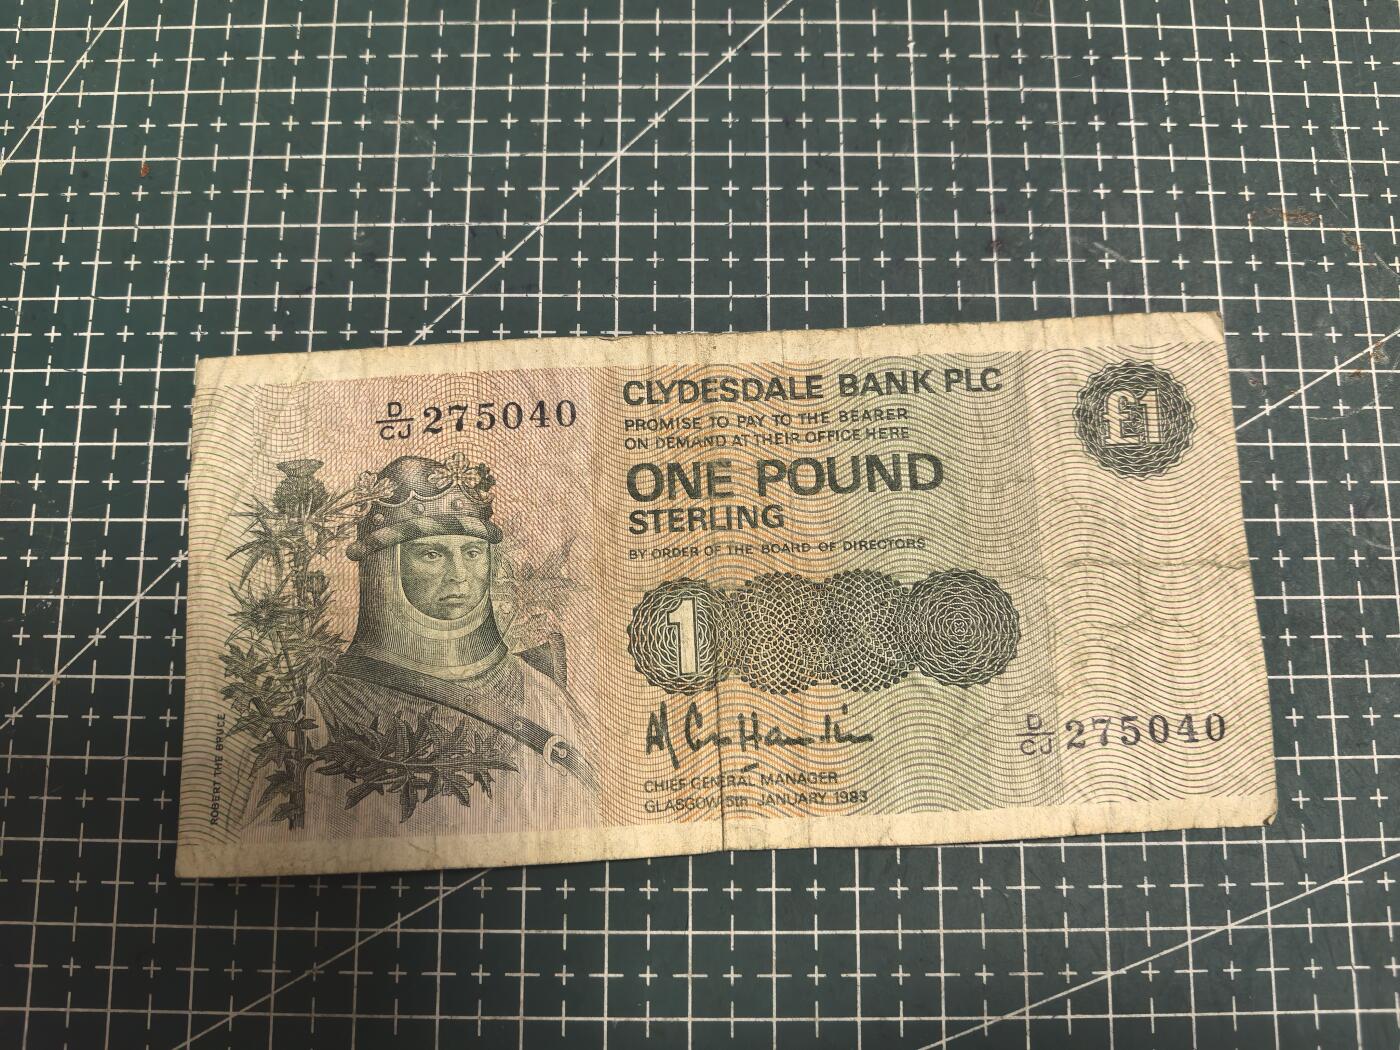 D/CJ 275040
CLYDESDALE BANK PLC
PROMISE TO PAY TO THE BEARER
ON DEMAND AT THEIR OFFICE HERE
ONE POUND
STERLING
BY ORDER OF THE BOARD OF DIRECTORS
£1
1
CHIEF GENERAL MANAGER
GLASGOW 5th JANUARY 1983
D/CJ 275040
ROBERT THE BRUCE